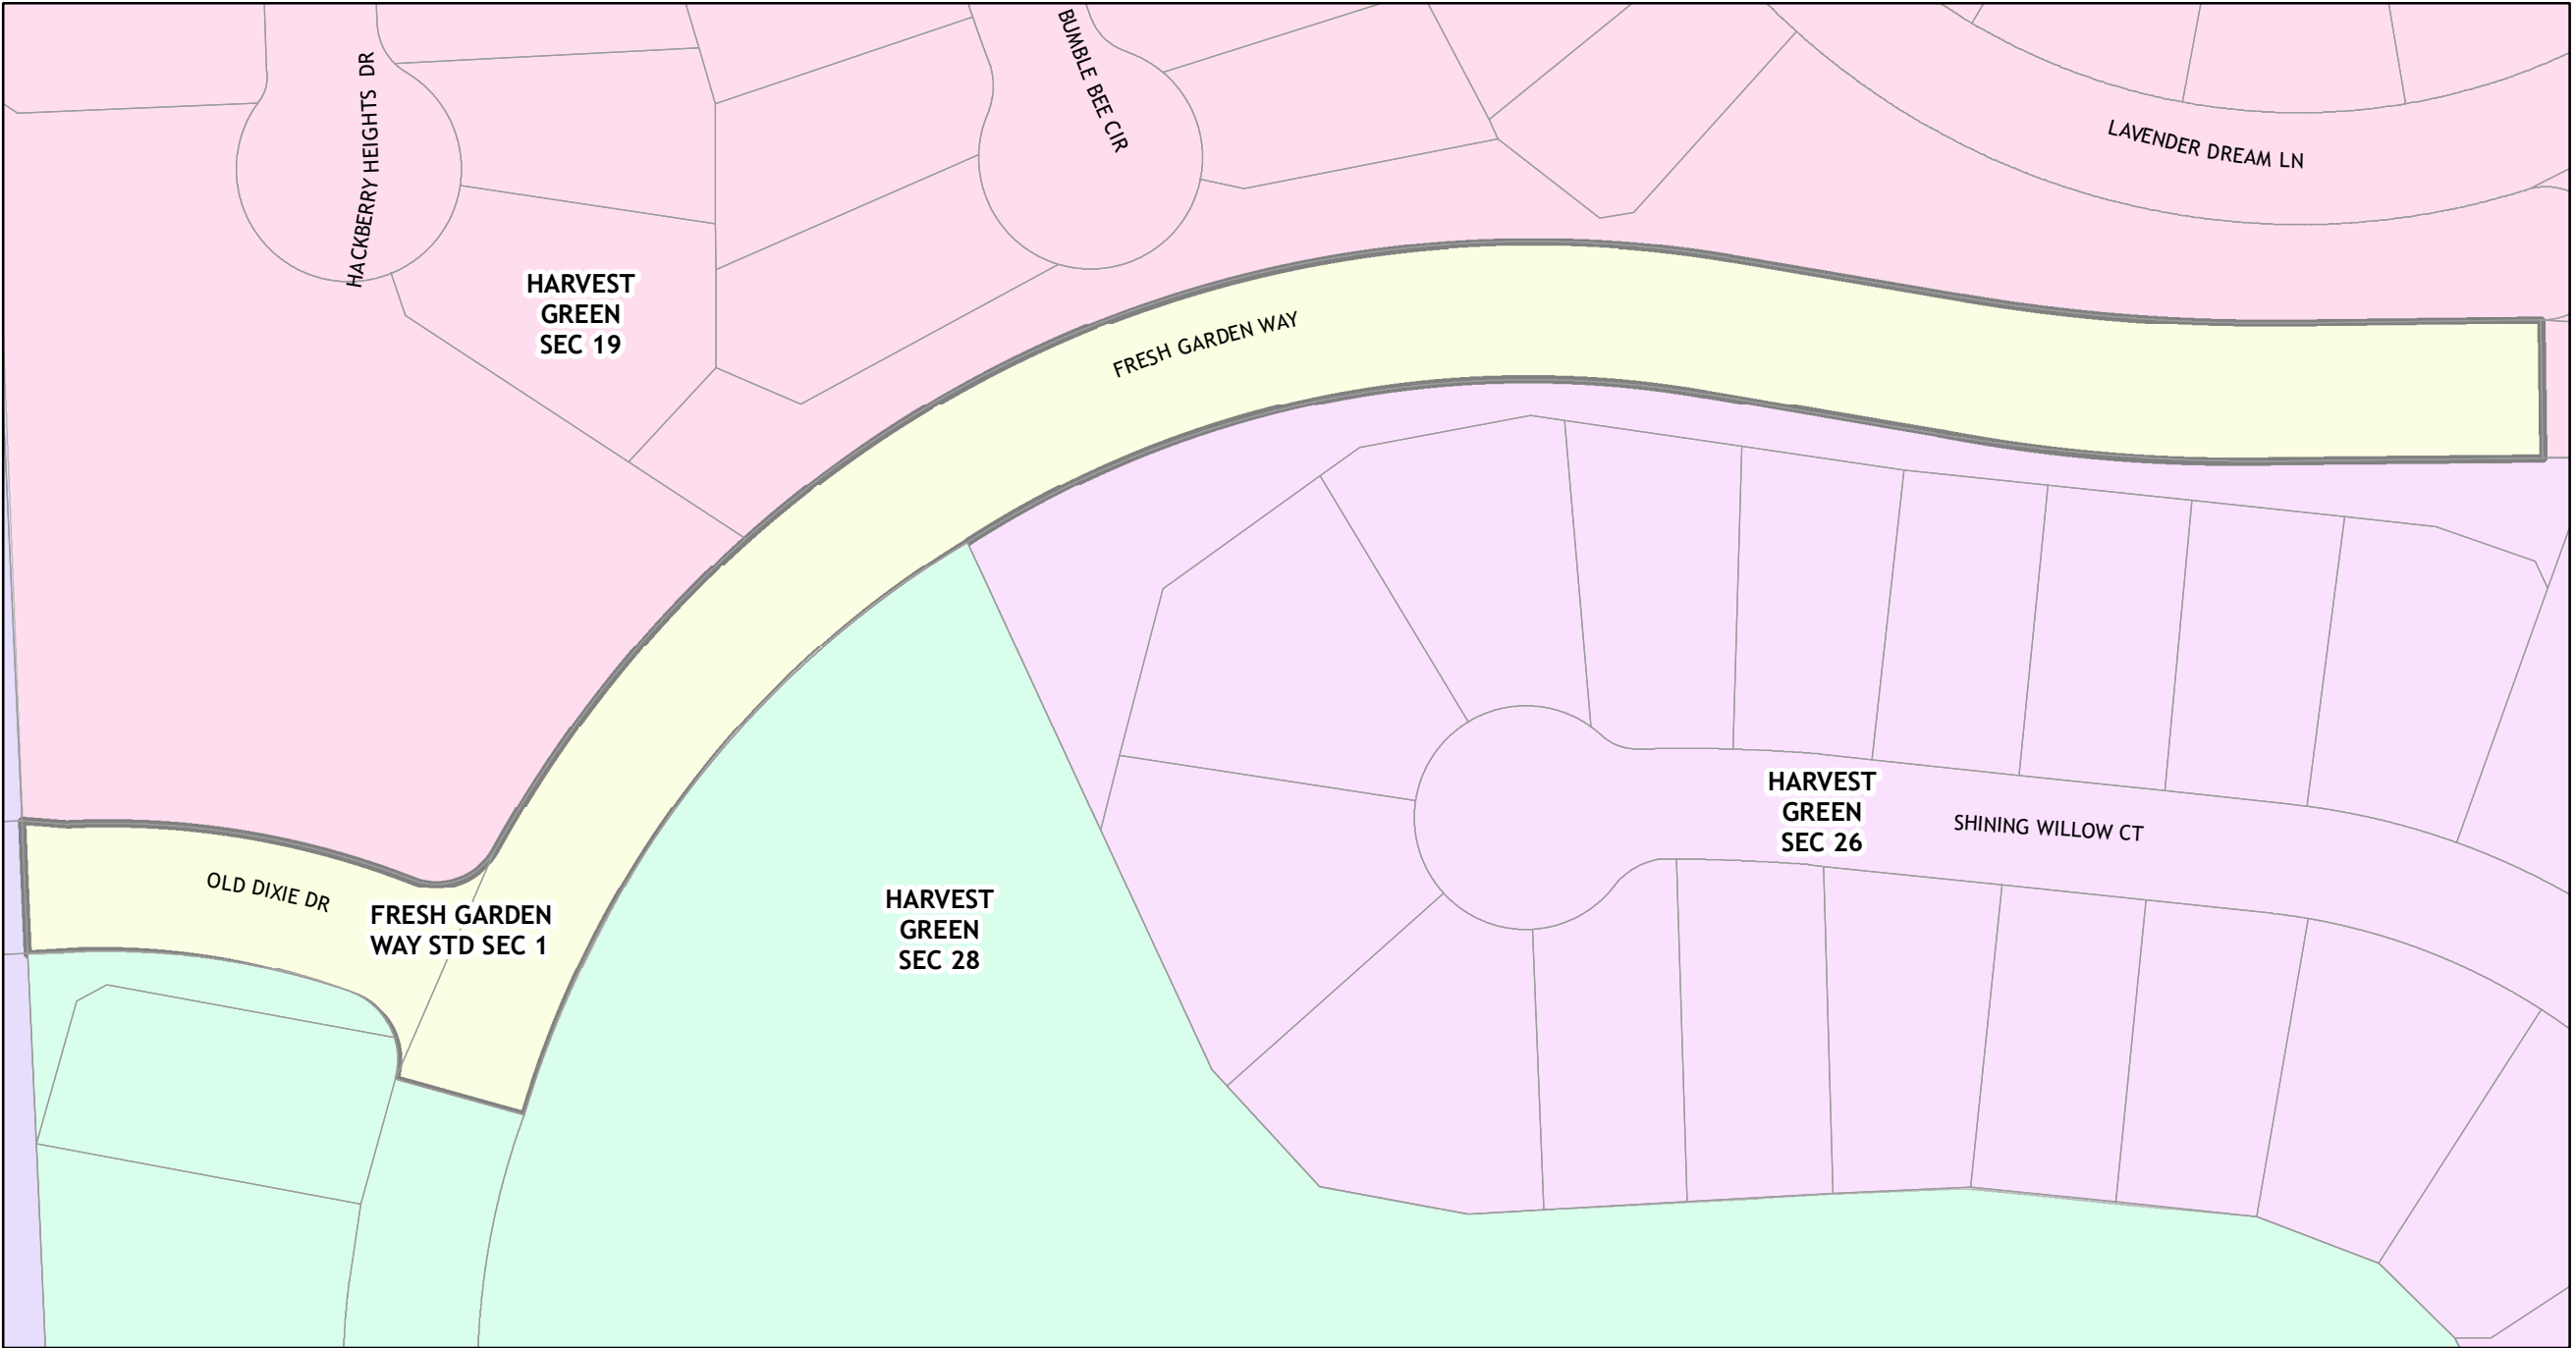 HACKBERRY HEIGHTS DR
BUMBLE BEE CIR
LAVENDER DREAM LN
HARVEST
GREEN
SEC 19
FRESH GARDEN WAY
HARVEST
GREEN
SEC 26
SHINING WILLOW CT
OLD DIXIE DR
FRESH GARDEN
WAY STD SEC 1
HARVEST
GREEN
SEC 28